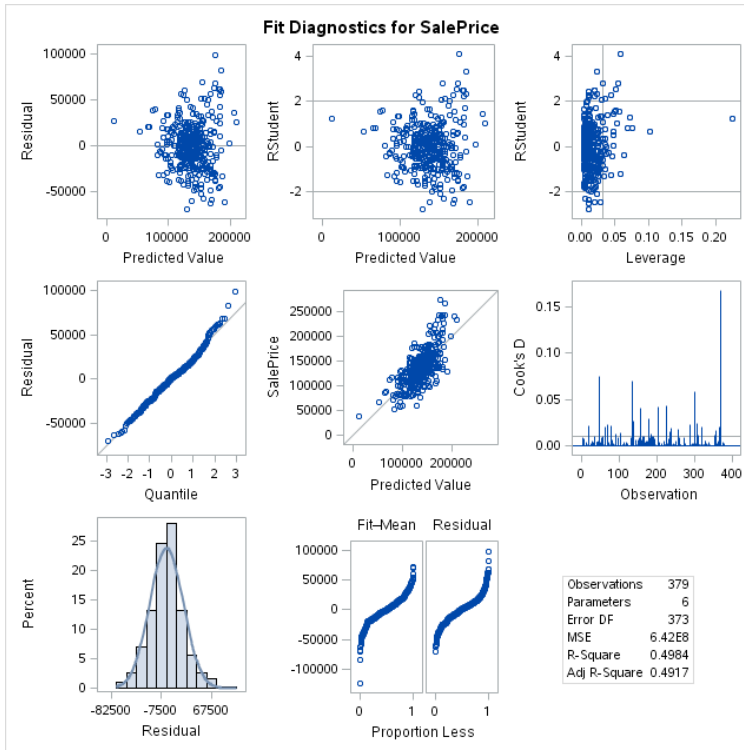 Fit Diagnostics for SalePrice
Residual
100000
50000
0
-50000
0 100000 200000
Predicted Value
RStudent
4
2
0
-2
0 100000 200000
Predicted Value
RStudent
4
2
0
-2
0.00 0.05 0.10 0.15 0.20
Leverage
Residual
100000
50000
0
-50000
-3 -2 -1 0 1 2 3
Quantile
SalePrice
250000
200000
150000
100000
50000
0
0 100000 200000
Predicted Value
Cook's D
0.15
0.10
0.05
0.00
0 100 200 300 400
Observation
Percent
25
20
15
10
5
0
-82500 -7500 67500
Residual
Fit–Mean Residual
100000
50000
0
-50000
-100000
0 1 0 1
Proportion Less
Observations 379
Parameters 6
Error DF 373
MSE 6.42E8
R-Square 0.4984
Adj R-Square 0.4917